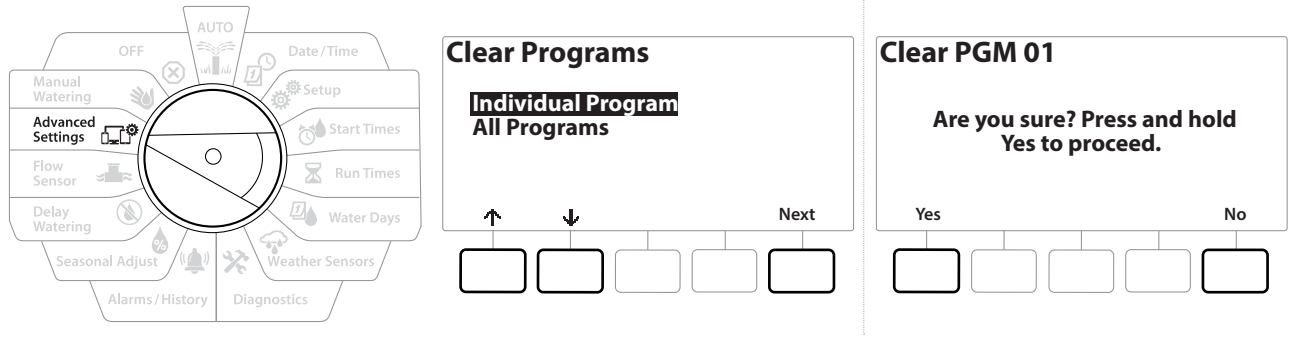 AUTO
OFF
Date / Time
Manual
Watering
Setup
Advanced
Settings
Start Times
Flow
Sensor
Run Times
Delay
Watering
Water Days
Seasonal Adjust
Weather Sensors
Alarms / History
Diagnostics
Clear Programs
Individual Program
All Programs
↑ ↓ Next
Clear PGM 01
Are you sure? Press and hold
Yes to proceed.
Yes No